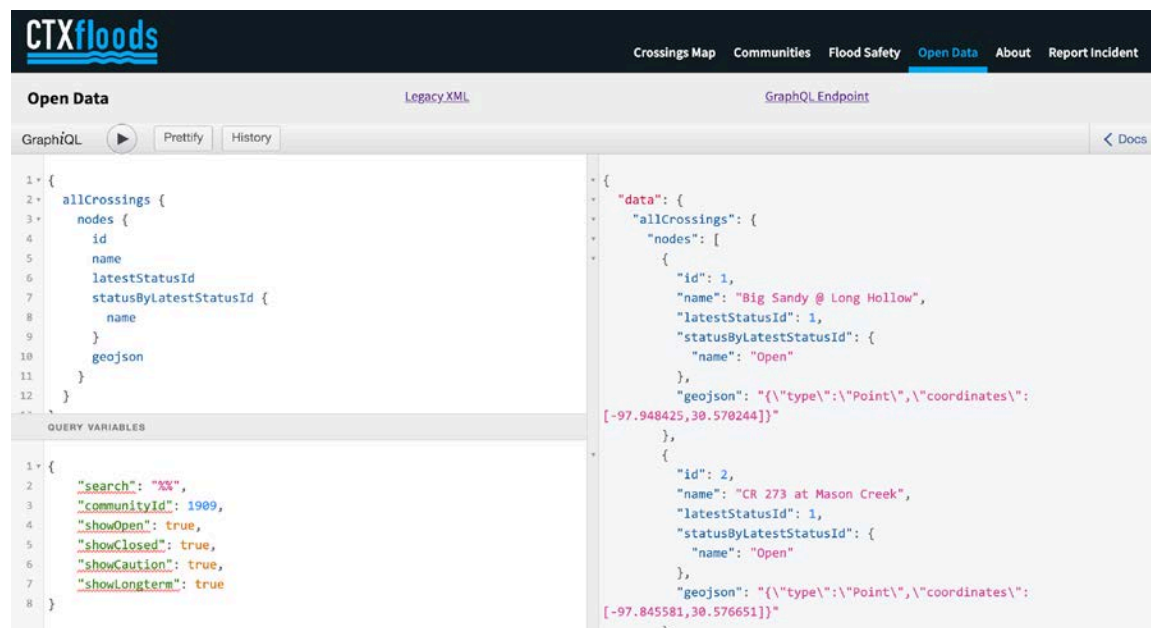 CTXfloods
Crossings Map Communities Flood Safety Open Data About Report Incident
Open Data Legacy XML GraphQL Endpoint
GraphiQL Prettify History < Docs
1 {
2 allCrossings {
3 nodes {
4 id
5 name
6 latestStatusId
7 statusByLatestStatusId {
8 name
9 }
10 geojson
11 }
12 }
QUERY VARIABLES
1 {
2 "search": "%%",
3 "communityId": 1909,
4 "showOpen": true,
5 "showClosed": true,
6 "showCaution": true,
7 "showLongterm": true
8 }
{
"data": {
"allCrossings": {
"nodes": [
{
"id": 1,
"name": "Big Sandy @ Long Hollow",
"latestStatusId": 1,
"statusByLatestStatusId": {
"name": "Open"
},
"geojson": "{\"type\":\"Point\",\"coordinates\":
[-97.948425,30.570244]}"
},
{
"id": 2,
"name": "CR 273 at Mason Creek",
"latestStatusId": 1,
"statusByLatestStatusId": {
"name": "Open"
},
"geojson": "{\"type\":\"Point\",\"coordinates\":
[-97.845581,30.576651]}"